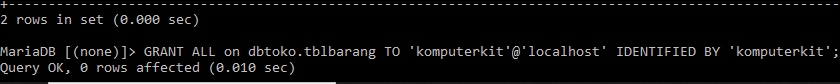 2 rows in set (0.000 sec)
MariaDB [(none)]> GRANT ALL on dbtoko.tblbarang TO 'komputerkit'@'localhost' IDENTIFIED BY 'komputerkit';
Query OK, 0 rows affected (0.010 sec)